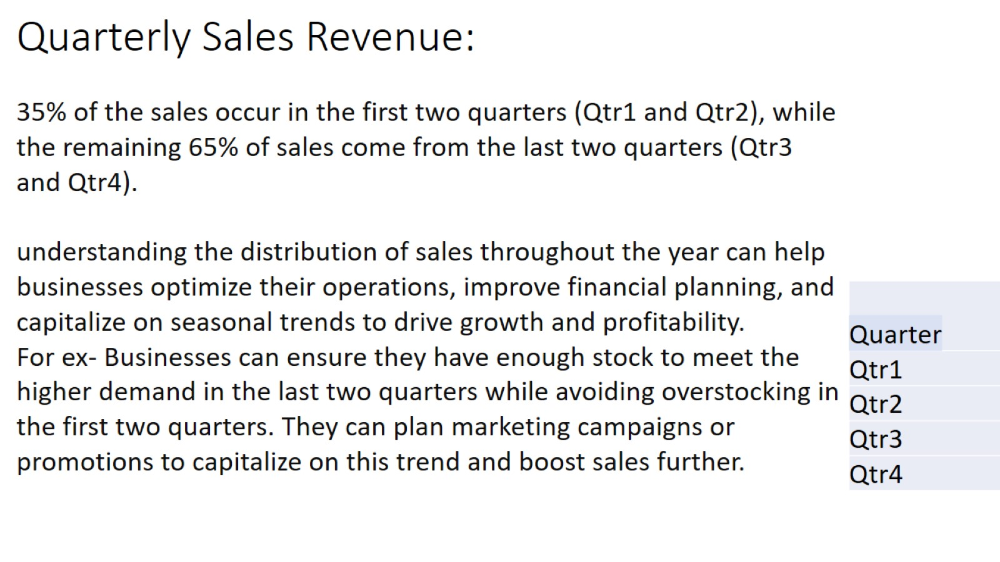 Quarterly Sales Revenue:
35% of the sales occur in the first two quarters (Qtr1 and Qtr2), while
the remaining 65% of sales come from the last two quarters (Qtr3
and Qtr4).
understanding the distribution of sales throughout the year can help
businesses optimize their operations, improve financial planning, and
capitalize on seasonal trends to drive growth and profitability.
For ex- Businesses can ensure they have enough stock to meet the
higher demand in the last two quarters while avoiding overstocking in
the first two quarters. They can plan marketing campaigns or
promotions to capitalize on this trend and boost sales further.
Quarter
Qtr1
Qtr2
Qtr3
Qtr4